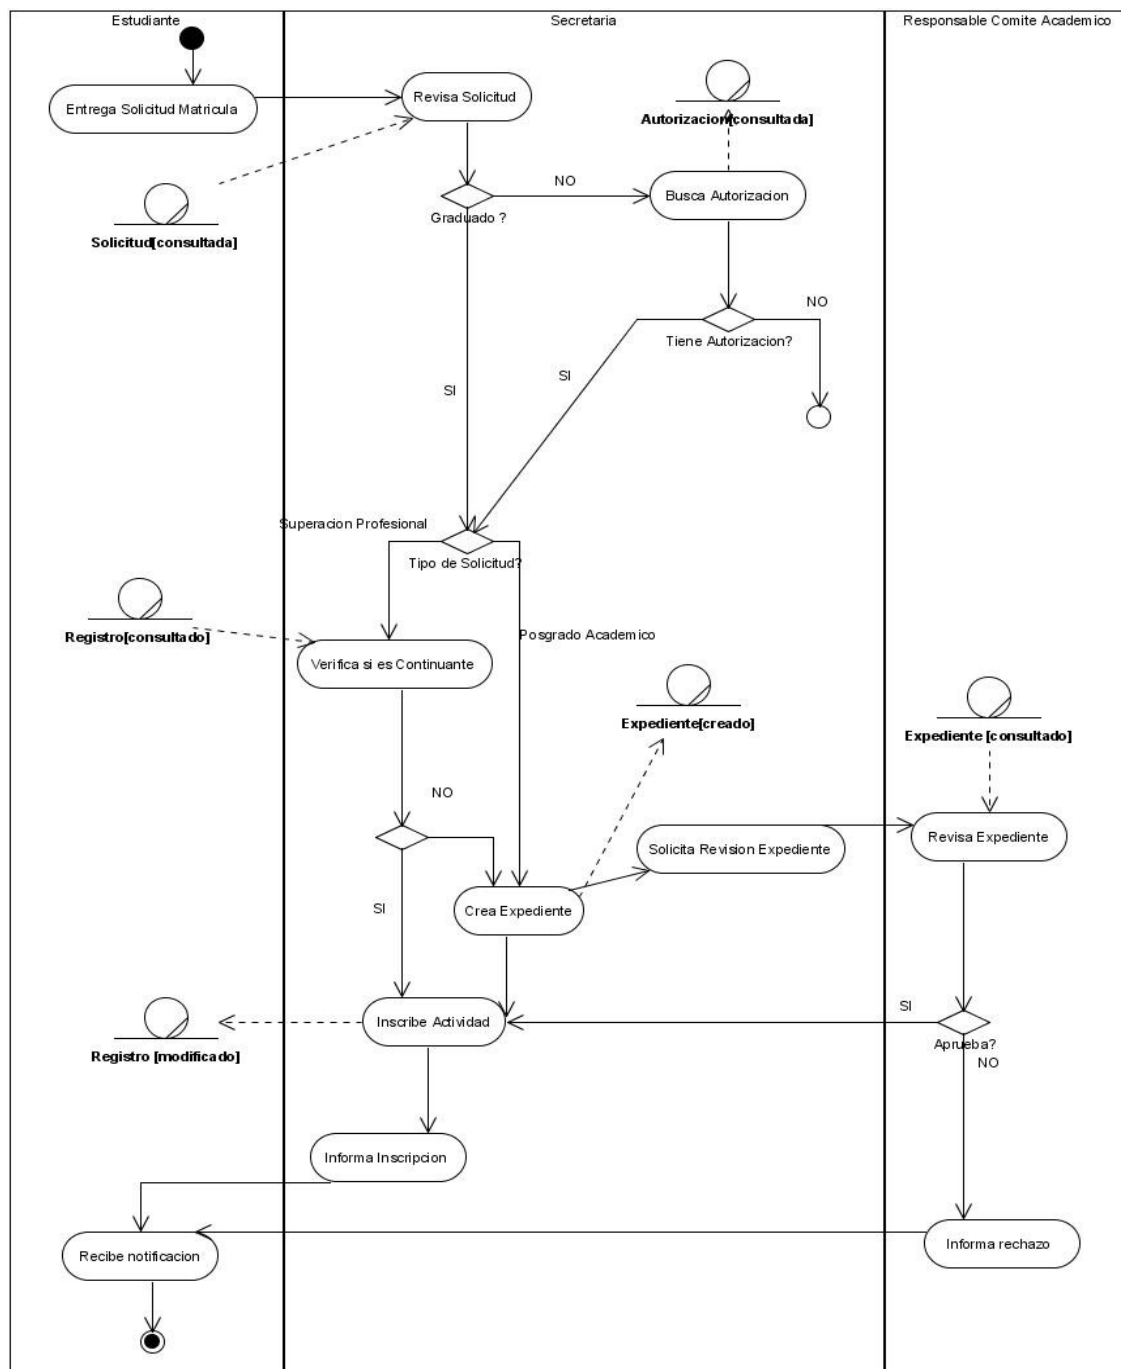 Estudiante
Secretaria
Responsable Comite Academico
Entrega Solicitud Matricula
Revisa Solicitud
Autorizacion[consultada]
NO
Busca Autorizacion
Graduado ?
Solicitud[consultada]
NO
Tiene Autorizacion?
SI
SI
Superacion Profesional
Tipo de Solicitud?
Registro[consultado]
Posgrado Academico
Verifica si es Continuante
Expediente[creado]
Expediente [consultado]
NO
Solicita Revision Expediente
Revisa Expediente
SI
Crea Expediente
SI
Inscribe Actividad
Aprueba?
Registro [modificado]
NO
Informa Inscripcion
Recibe notificacion
Informa rechazo